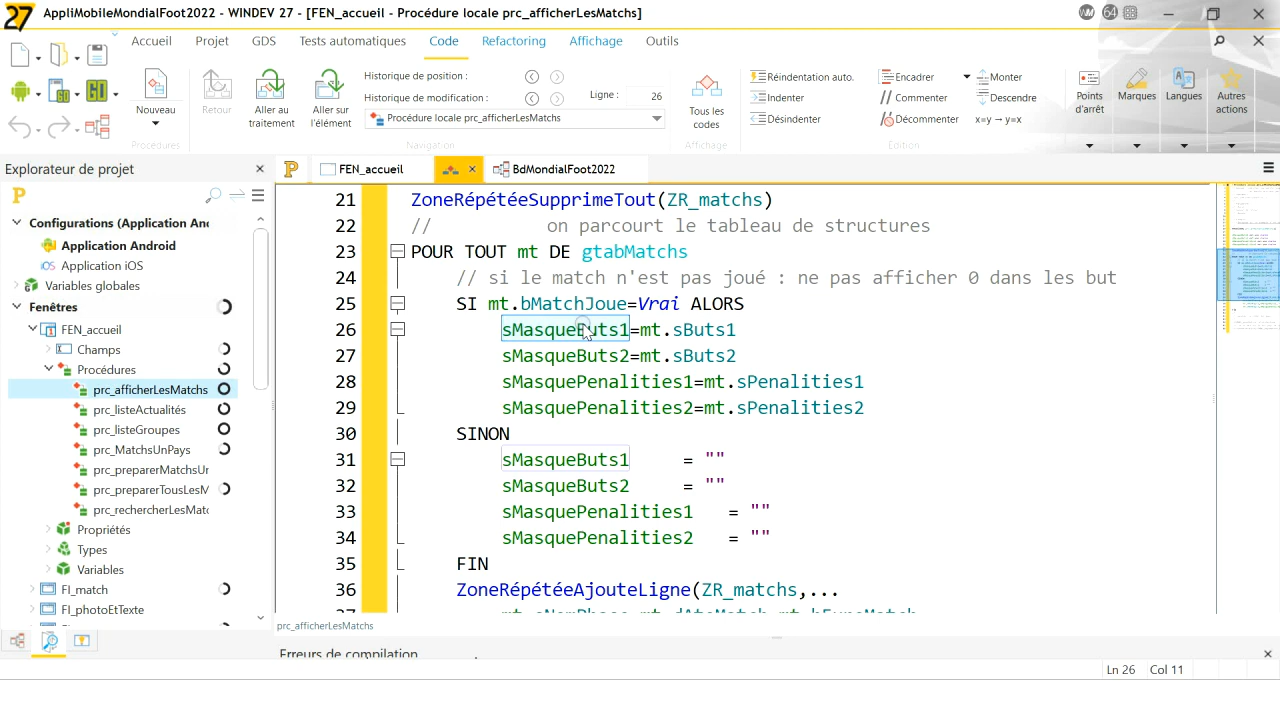 27 AppliMobileMondialFoot2022 - WINDEV 27 - [FEN_accueil - Procédure locale prc_afficherLesMatchs]
Accueil Projet GDS Tests automatiques Code Refactoring Affichage Outils
Nouveau
Procédures
Retour
Aller au traitement
Aller sur l'élément
Historique de position :
Historique de modification :
Ligne : 26
Procédure locale prc_afficherLesMatchs
Navigation
Tous les codes
Affichage
Réindentation auto.
Indenter
Désindenter
Encadrer
// Commenter
Décommenter
Monter
Descendre
x=y → y=x
Edition
Points d'arrêt
Marques
Langues
Autres actions
Explorateur de projet
FEN_accueil
BdMondialFoot2022
Configurations (Application An
Application Android
iOS Application iOS
Variables globales
Fenêtres
FEN_accueil
Champs
Procédures
prc_afficherLesMatchs
prc_listeActualités
prc_listeGroupes
prc_MatchsUnPays
prc_preparerMatchsUr
prc_preparerTousLesM
prc_rechercherLesMatc
Propriétés
Types
Variables
FI_match
FI_photoEtTexte
21 ZoneRépétéeSupprimeTout(ZR_matchs)
22 // on parcourt le tableau de structures
23 POUR TOUT mt DE gtabMatchs
24 // si le match n'est pas joué : ne pas afficher 0 dans les but
25 SI mt.bMatchJoue=Vrai ALORS
26 sMasqueButs1=mt.sButs1
27 sMasqueButs2=mt.sButs2
28 sMasquePenalities1=mt.sPenalities1
29 sMasquePenalities2=mt.sPenalities2
30 SINON
31 sMasqueButs1 = ""
32 sMasqueButs2 = ""
33 sMasquePenalities1 = ""
34 sMasquePenalities2 = ""
35 FIN
36 ZoneRépétéeAjouteLigne(ZR_matchs,...
prc_afficherLesMatchs
Erreurs de compilation
Ln 26 Col 11